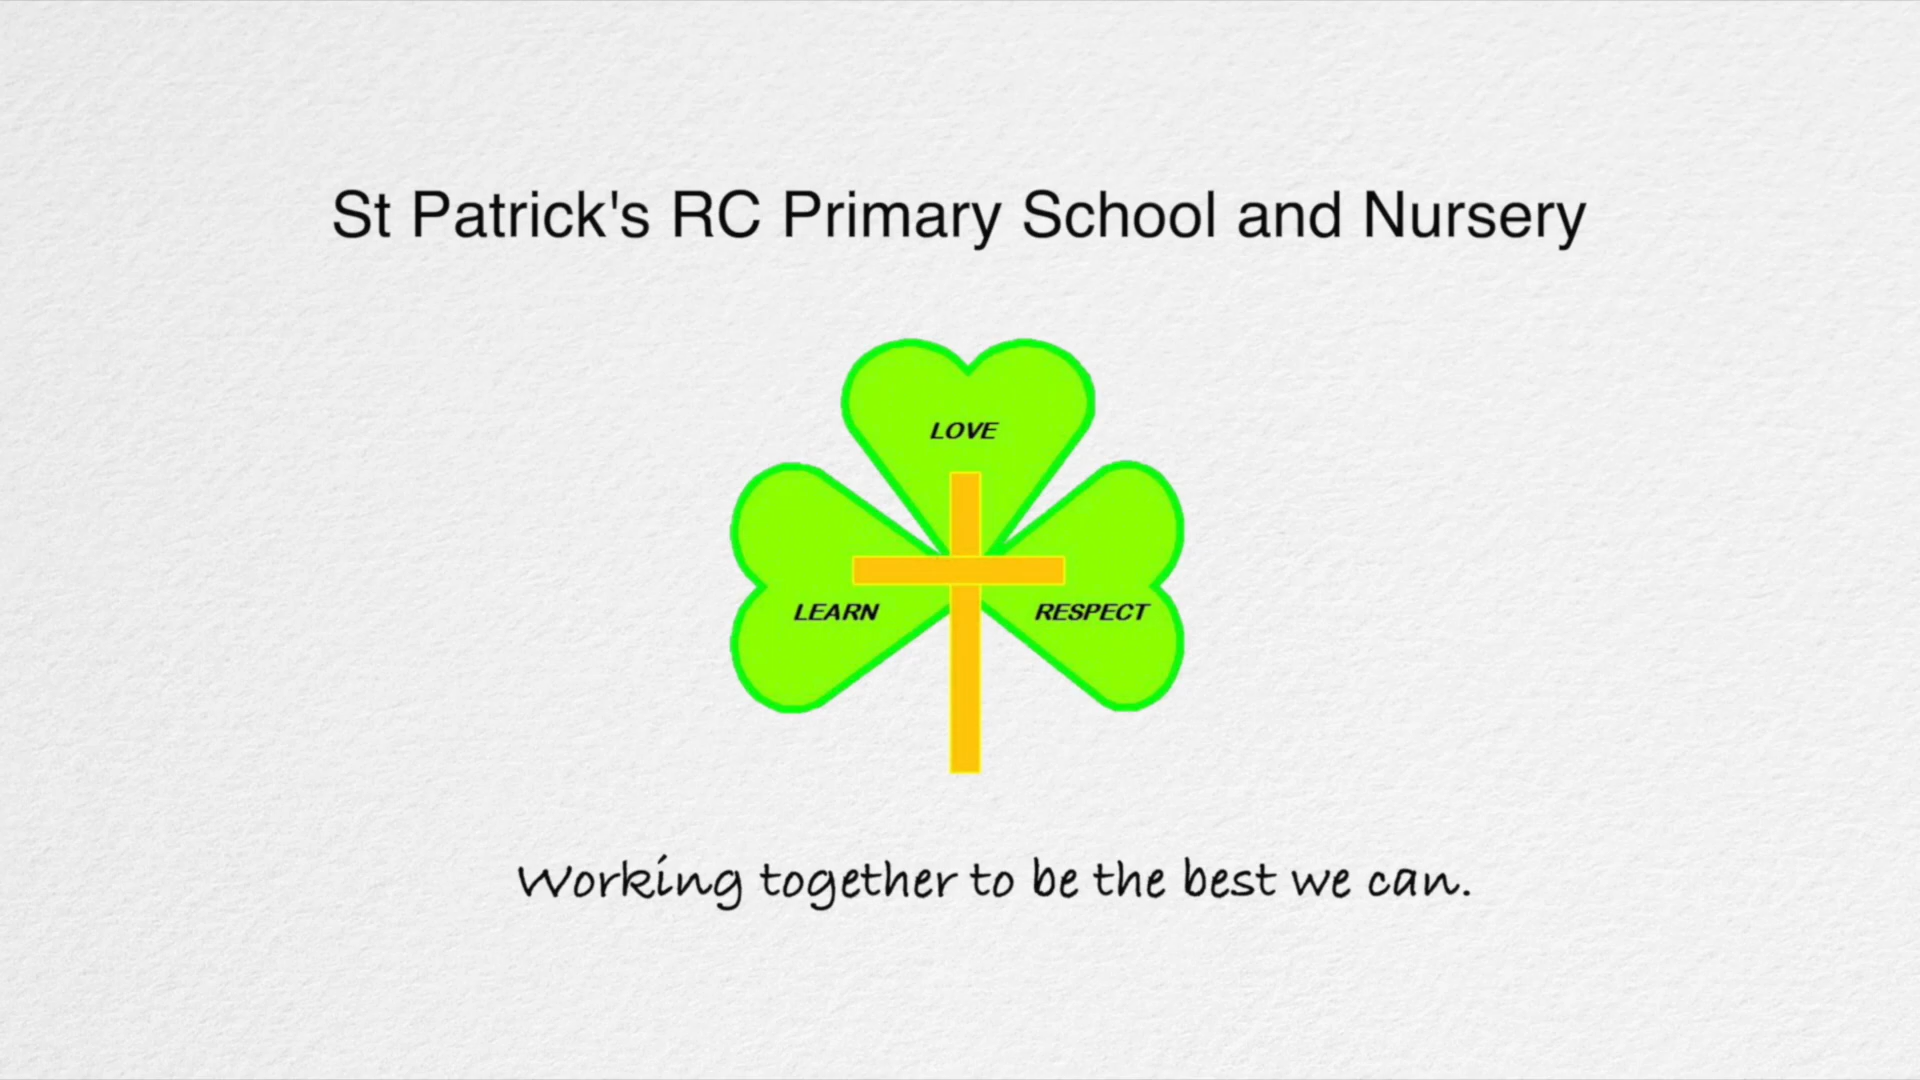 St Patrick's RC Primary School and Nursery
LOVE
LEARN RESPECT
Working together to be the best we can.